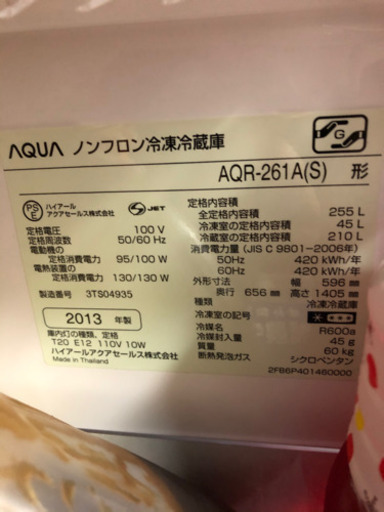 AQUA ノンフロン冷凍冷蔵庫
AQR-261A(S) 形
G
PS E ハイアール アクアセールス株式会社 JET
定格電圧 100 V
定格周波数 50/60 Hz
電動機の
定格消費電力 95/100 W
電熱装置の
定格消費電力 130/130 W
製造番号 3TS04935
2013 年製
庫内灯の種類、定格
T20 E12 110V 10W
ハイアールアクアセールス株式会社
Made in Thailand
定格内容積
全定格内容積 255 L
冷凍室の定格内容積 45 L
冷蔵室の定格内容積 210 L
消費電力量(JIS C 9801-2006年)
50Hz 420 kWh/年
60Hz 420 kWh/年
外形寸法 幅 596 mm
奥行 656 mm 高さ 1405 mm
種類 冷凍冷蔵庫
冷凍室の記号
冷媒名 R600a
冷媒封入量 45 g
質量 60 kg
断熱発泡ガス シクロペンタン
2FB6P401460000